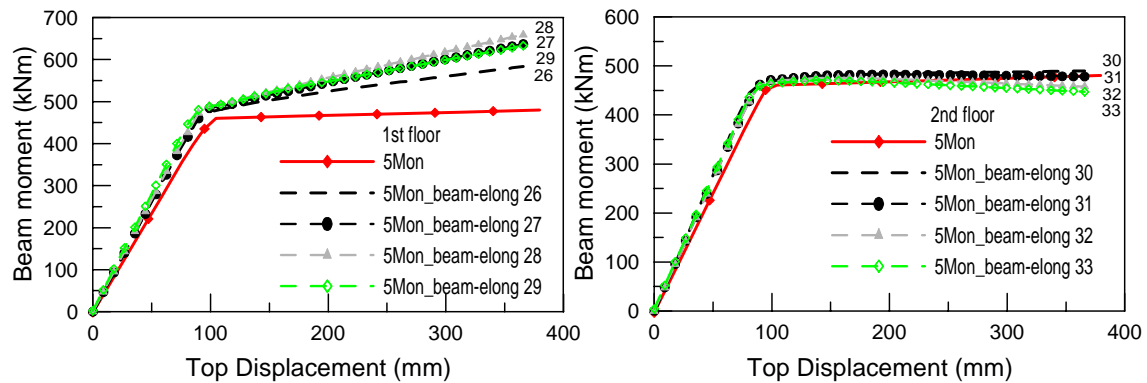 700
600
500
400
300
200
100
0
Beam moment (kNm)
28
27
29
26
1st floor
5Mon
5Mon_beam-elong 26
5Mon_beam-elong 27
5Mon_beam-elong 28
5Mon_beam-elong 29
0 100 200 300 400
Top Displacement (mm)
600
500
400
300
200
100
0
Beam moment (kNm)
30
31
32
33
2nd floor
5Mon
5Mon_beam-elong 30
5Mon_beam-elong 31
5Mon_beam-elong 32
5Mon_beam-elong 33
0 100 200 300 400
Top Displacement (mm)